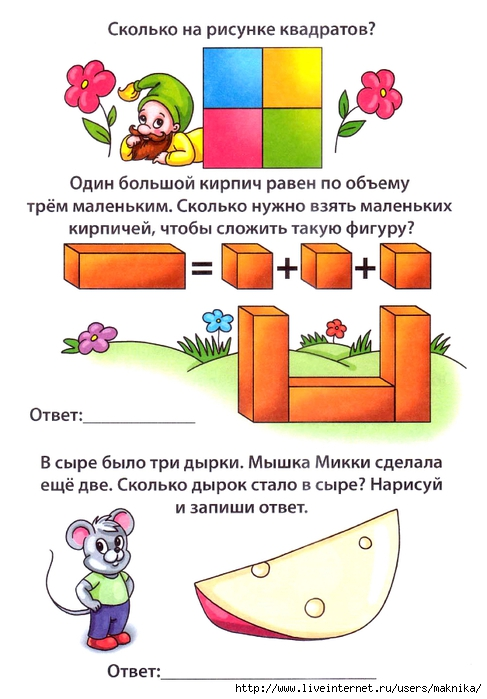 Сколько на рисунке квадратов?
Один большой кирпич равен по объему
трём маленьким. Сколько нужно взять маленьких
кирпичей, чтобы сложить такую фигуру?
= + +
Ответ:____________
В сыре было три дырки. Мышка Микки сделала
ещё две. Сколько дырок стало в сыре? Нарисуй
и запиши ответ.
Ответ:_______________________
http://www.liveinternet.ru/users/maknika/